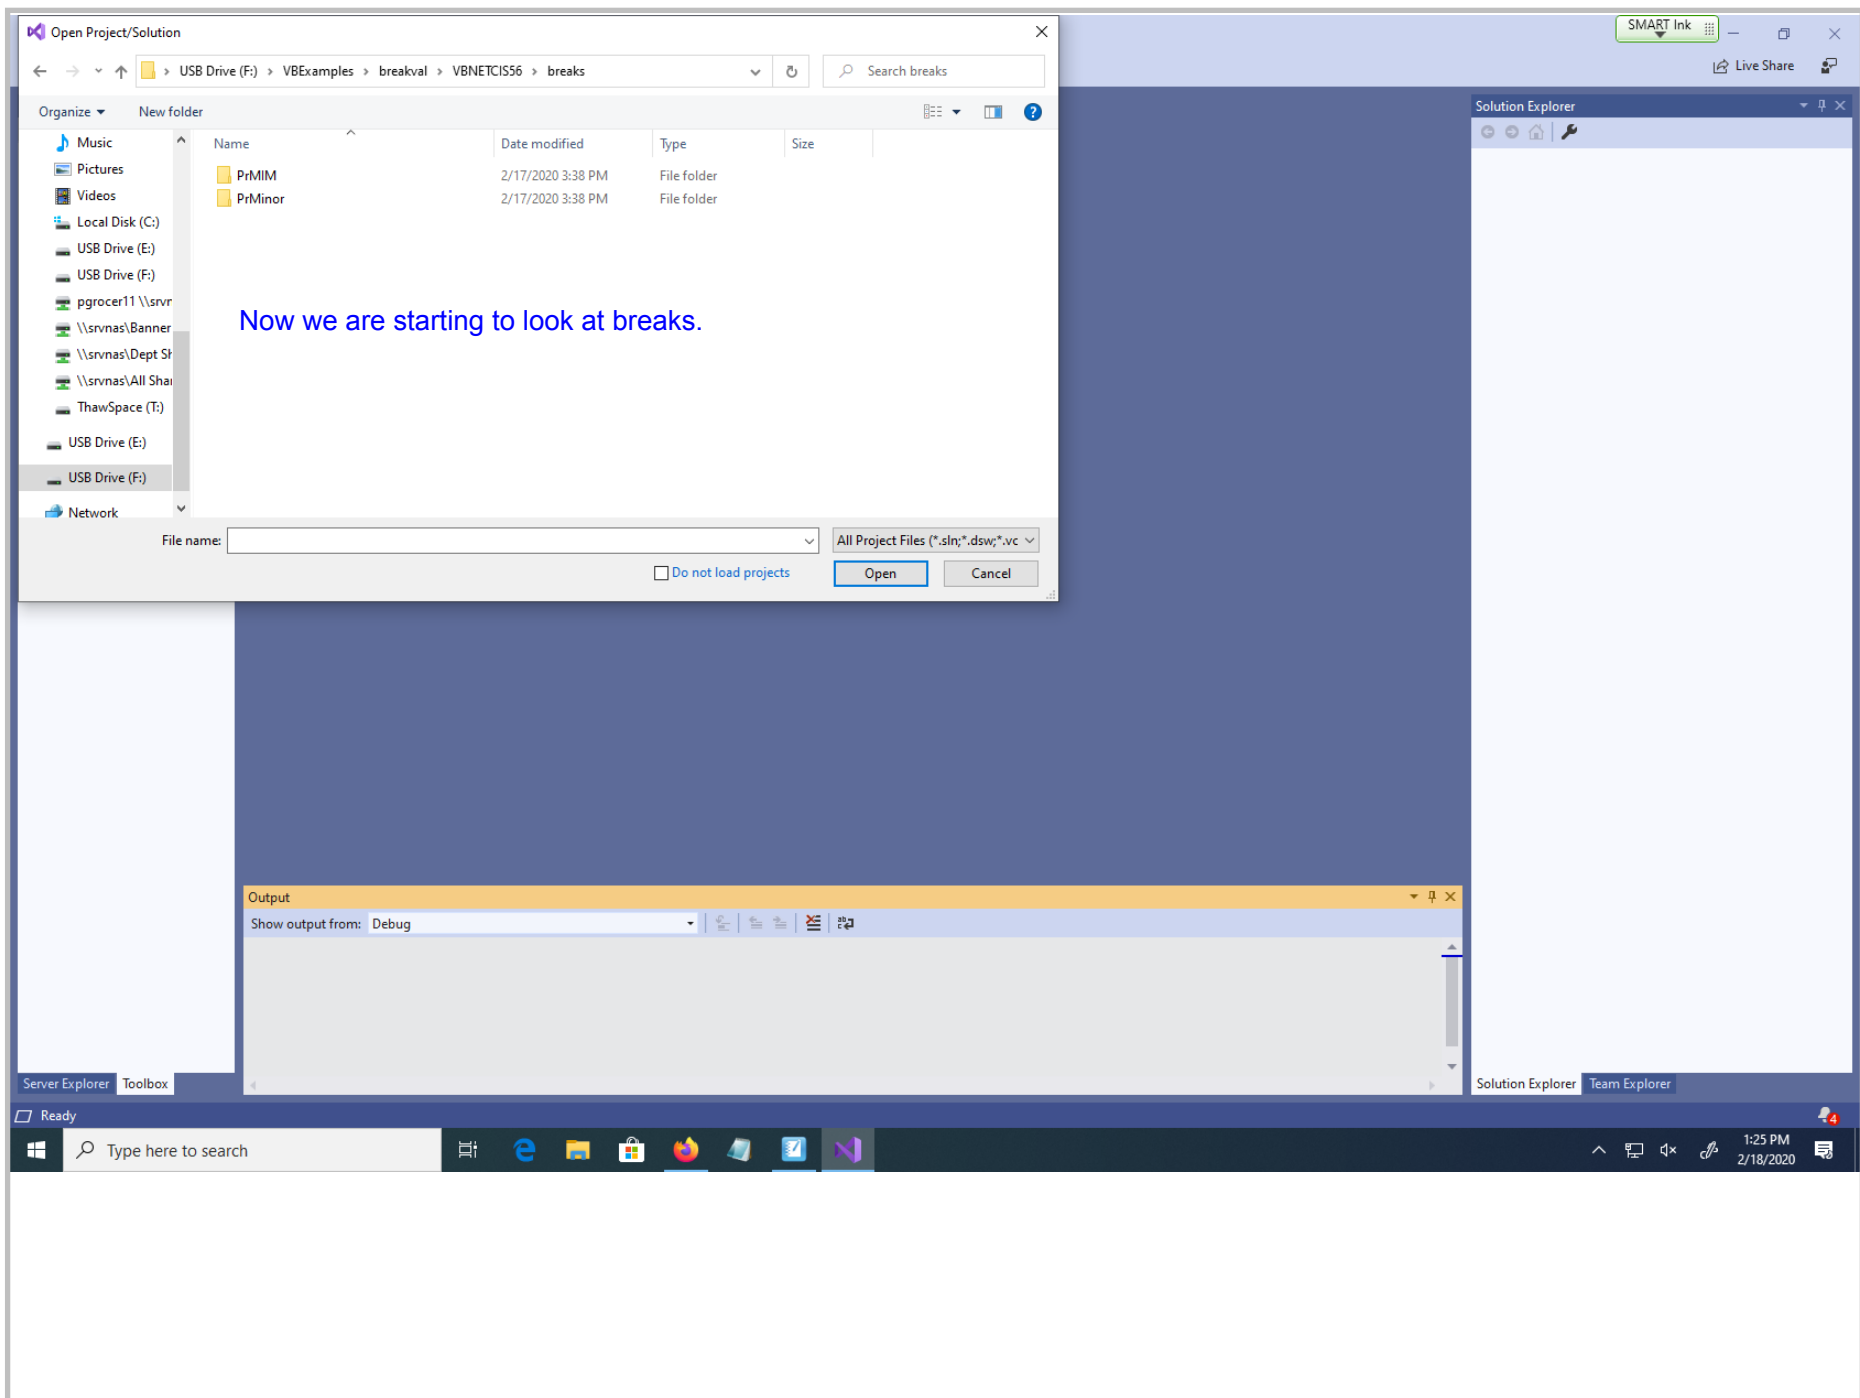 Open Project/Solution
SMART Ink
USB Drive (F:) > VBExamples > breakval > VBNETCIS56 > breaks
Search breaks
Live Share
Organize
New folder
Solution Explorer
Name
Date modified
Type
Size
Music
Pictures
Videos
Local Disk (C:)
USB Drive (E:)
USB Drive (F:)
pgrocer11 \\srvr
\\srvnas\Banner
\\srvnas\Dept Sh
\\srvnas\All Shar
ThawSpace (T:)
USB Drive (E:)
USB Drive (F:)
Network
PrMIM
2/17/2020 3:38 PM
File folder
PrMinor
2/17/2020 3:38 PM
File folder
Now we are starting to look at breaks.
File name:
All Project Files (*.sln;*.dsw;*.vc
Do not load projects
Open
Cancel
Output
Show output from: Debug
Server Explorer
Toolbox
Solution Explorer
Team Explorer
Ready
4
Type here to search
1:25 PM
2/18/2020